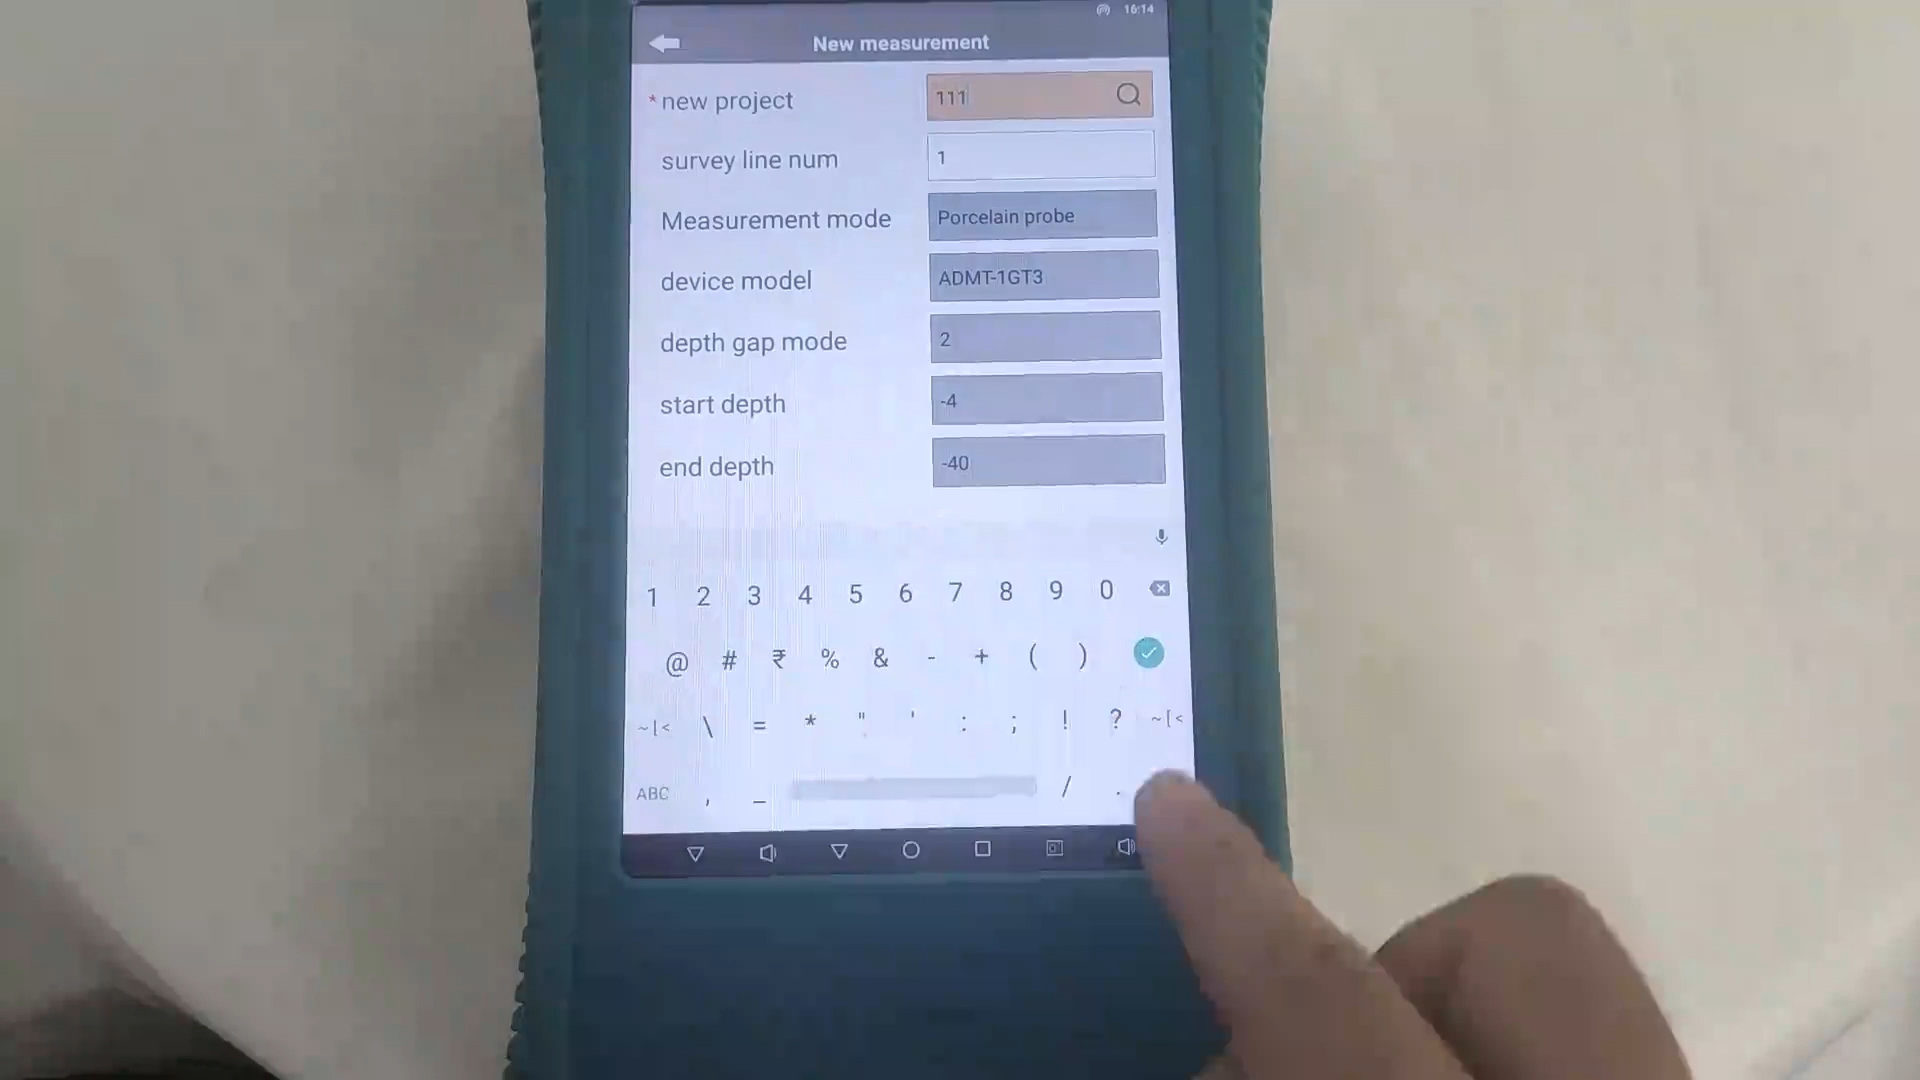 16:14
New measurement
* new project 111
survey line num 1
Measurement mode Porcelain probe
device model ADMT-1GT3
depth gap mode 2
start depth -4
end depth -40
1 2 3 4 5 6 7 8 9 0
@ # ₹ % & - + ( )
~[< \ = * " ' : ; ! ? ~[<
ABC , _ / .